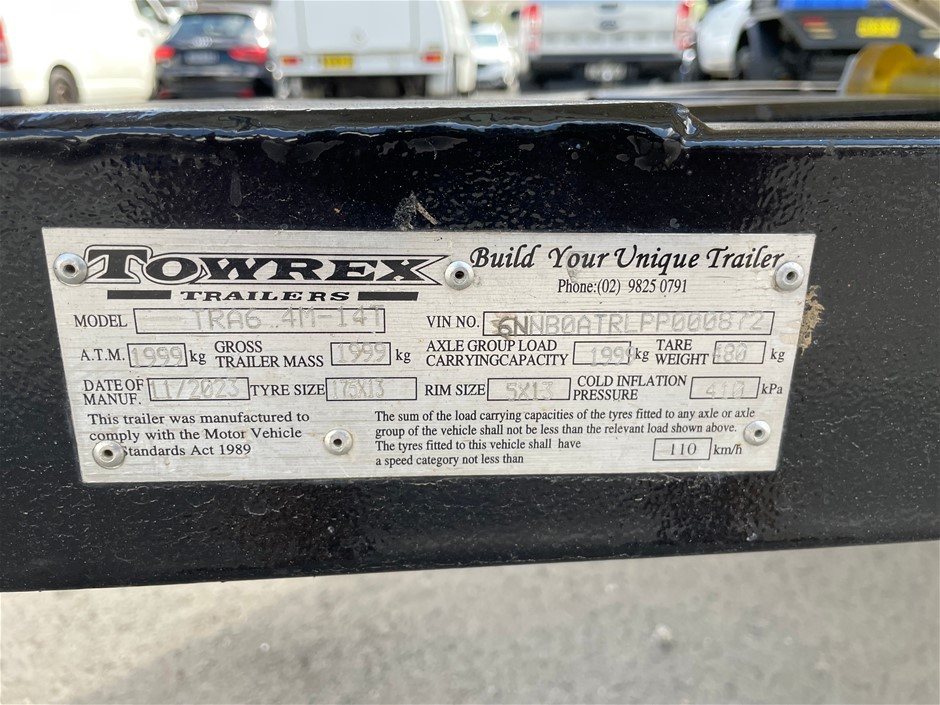 TOWREX
TRAILERS
Build Your Unique Trailer
Phone:(02) 9825 0791
MODEL TRA6.4M-14T VIN NO. 6NNB0ATRLPP000872
A.T.M. 1999 kg GROSS TRAILER MASS 1999 kg AXLE GROUP LOAD CARRYINGCAPACITY 1999 kg TARE WEIGHT 480 kg
DATE OF MANUF. 11/2023 TYRE SIZE 175X13 RIM SIZE 5X13 COLD INFLATION PRESSURE kPa
This trailer was manufactured to
comply with the Motor Vehicle
Standards Act 1989
The sum of the load carrying capacities of the tyres fitted to any axle or axle
group of the vehicle shall not be less than the relevant load shown above.
The tyres fitted to this vehicle shall have
a speed category not less than 110 km/h